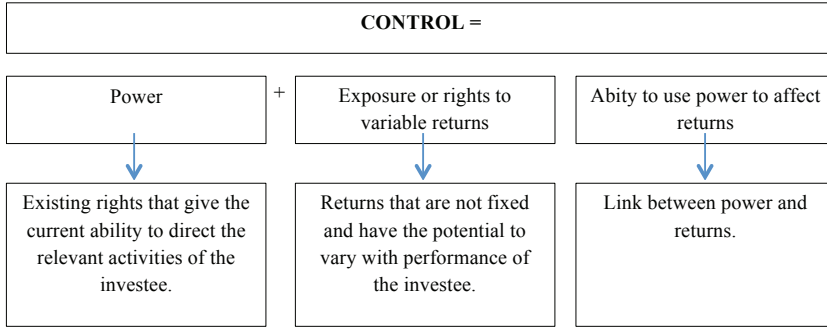 CONTROL =
Power
+
Exposure or rights to
variable returns
Abity to use power to affect
returns
Existing rights that give the
current ability to direct the
relevant activities of the
investee.
Returns that are not fixed
and have the potential to
vary with performance of
the investee.
Link between power and
returns.